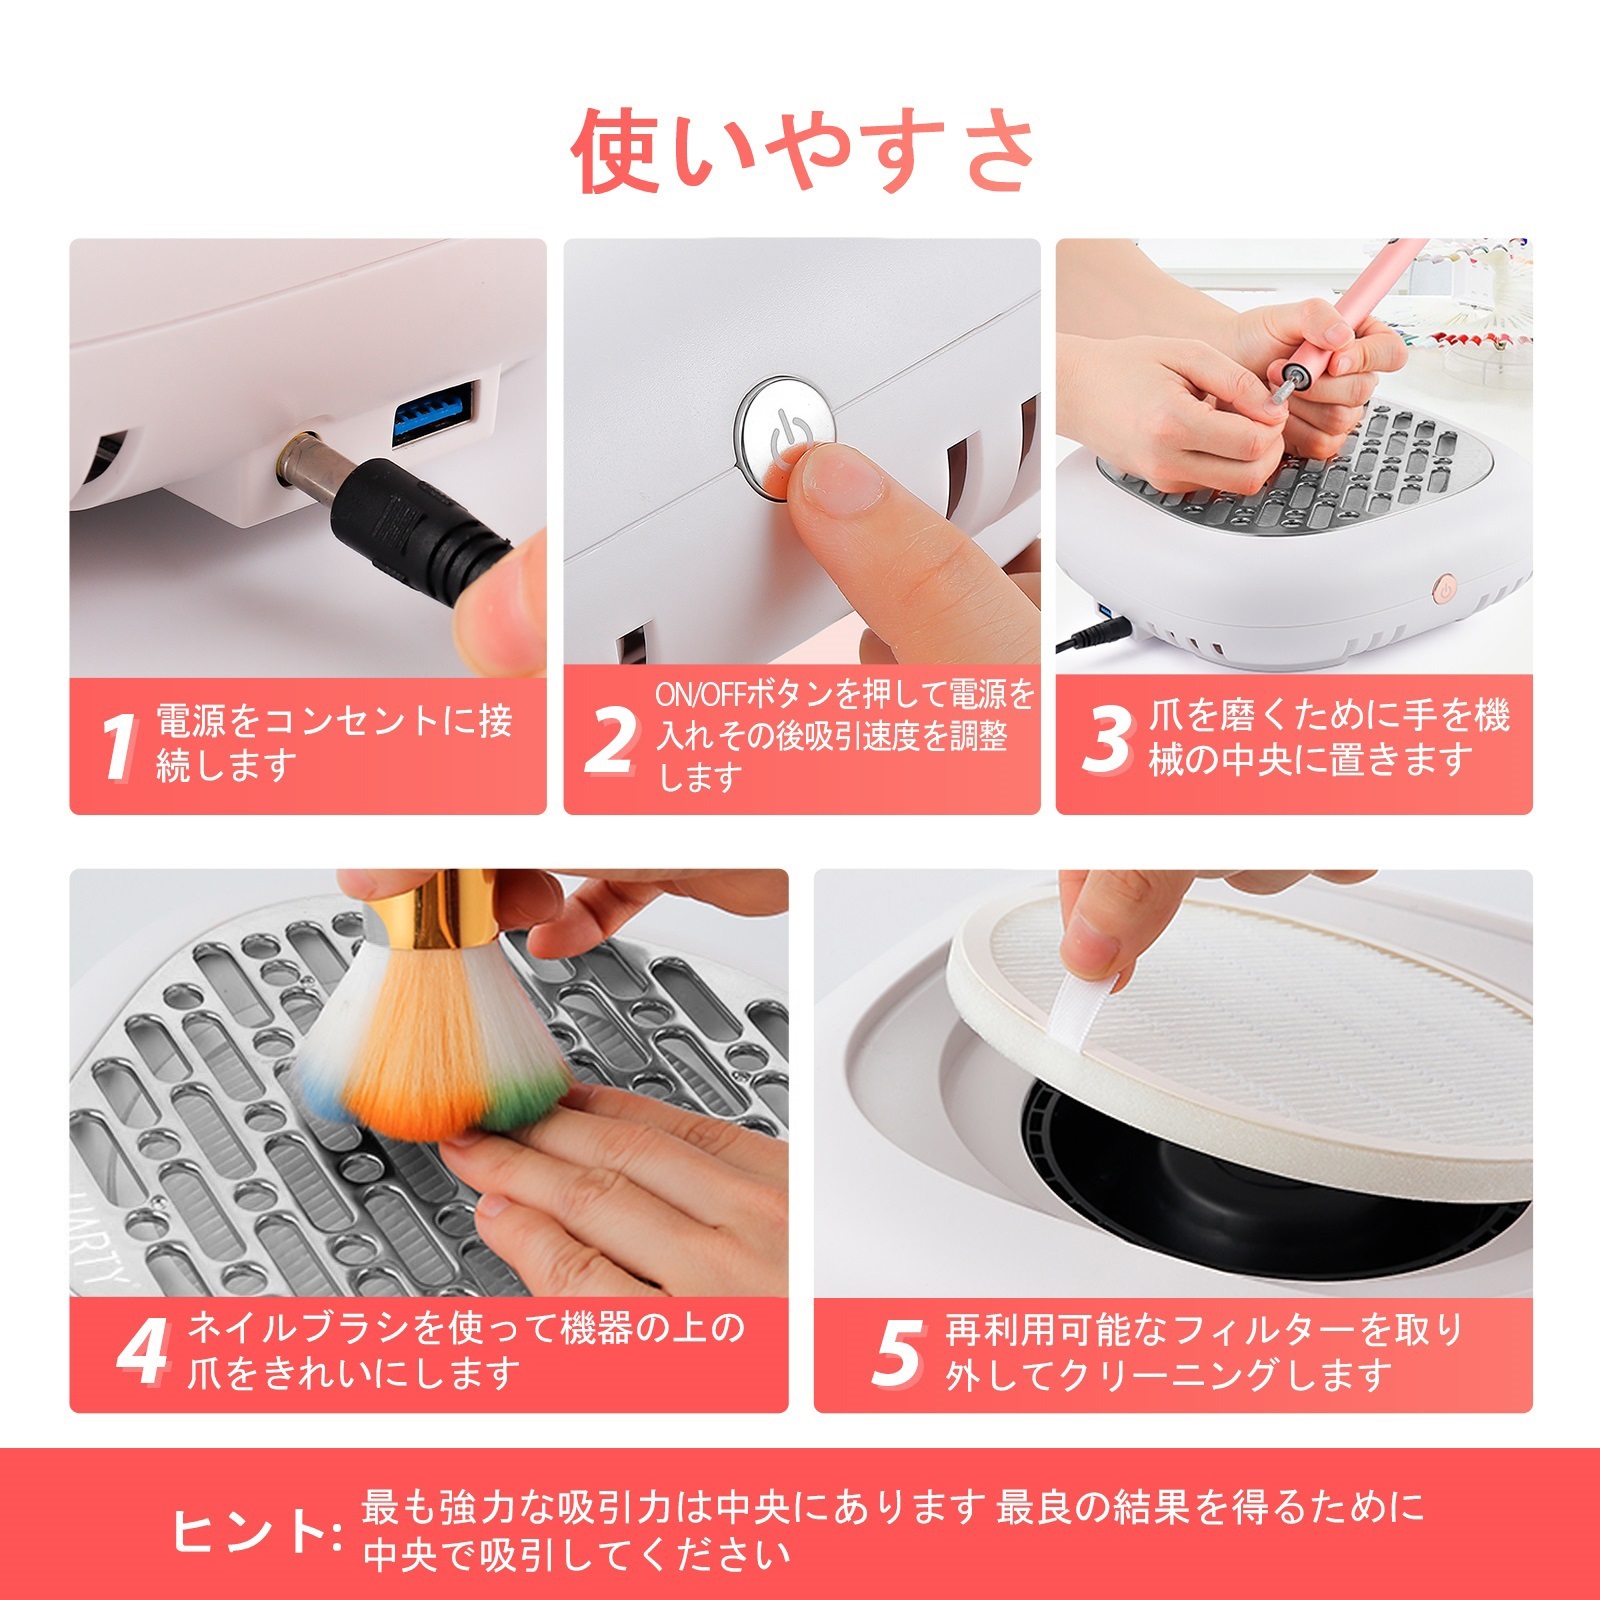 使いやすさ
1
電源をコンセントに接
続します
2
ON/OFFボタンを押して電源を
入れその後吸引速度を調整
します
3
爪を磨くために手を機
械の中央に置きます
4
ネイルブラシを使って機器の上の
爪をきれいにします
5
再利用可能なフィルターを取り
外してクリーニングします
ヒント:
最も強力な吸引力は中央にあります 最良の結果を得るために
中央で吸引してください